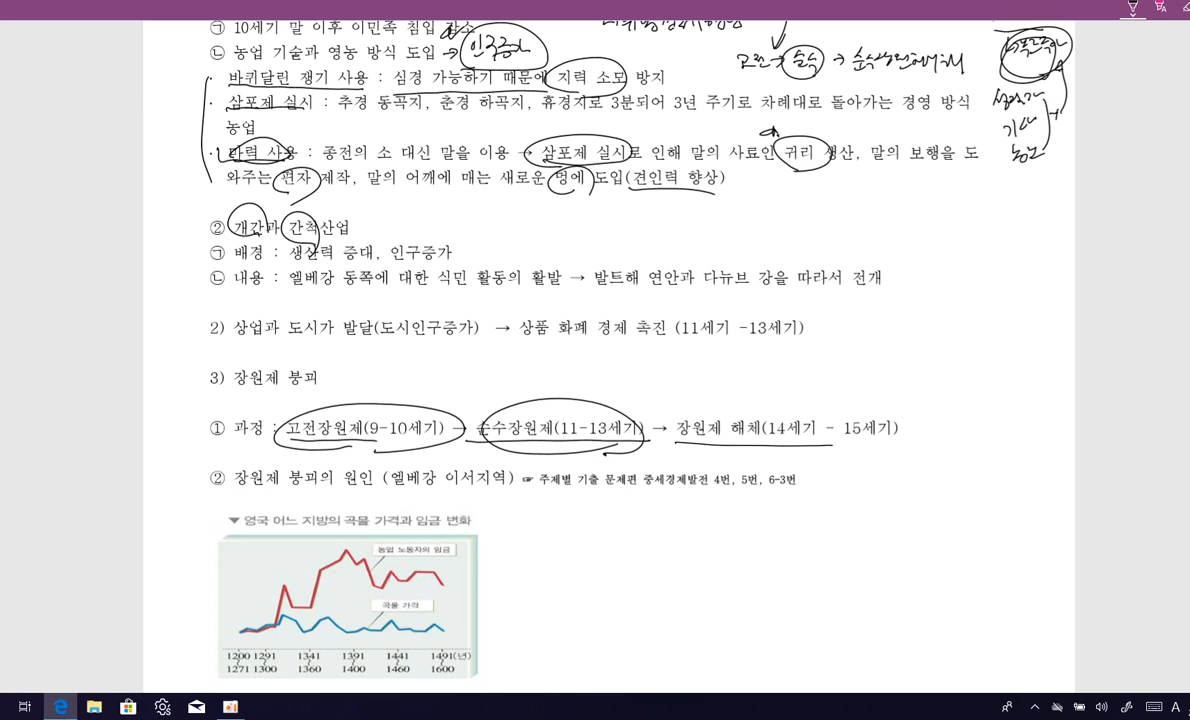 ㉠ 10세기 말 이후 이민족 침입 감소
㉡ 농업 기술과 영농 방식 도입 → 인구증가
· 바퀴달린 쟁기 사용 : 심경 가능하기 때문에 지력 소모 방지
· 삼포제 실시 : 추경 동곡지, 춘경 하곡지, 휴경지로 3분되어 3년 주기로 차례대로 돌아가는 경영 방식
농업
· 마력 사용 : 종전의 소 대신 말을 이용 → 삼포제 실시로 인해 말의 사료인 귀리 생산, 말의 보행을 도
와주는 편자 제작, 말의 어깨에 매는 새로운 멍에 도입(견인력 향상)
② 개간과 간척산업
㉠ 배경 : 생산력 증대, 인구증가
㉡ 내용 : 엘베강 동쪽에 대한 식민 활동의 활발 → 발트해 연안과 다뉴브 강을 따라서 전개
2) 상업과 도시가 발달(도시인구증가) → 상품 화폐 경제 촉진 (11세기 -13세기)
3) 장원제 붕괴
① 과정 : 고전장원제(9-10세기) → 순수장원제(11-13세기) → 장원제 해체(14세기 - 15세기)
② 장원제 붕괴의 원인 (엘베강 이서지역) ☞ 주제별 기출 문제편 중세경제발전 4번, 5번, 6-3번
▼ 영국 어느 지방의 곡물 가격과 임금 변화
농업 노동자의 임금
곡물 가격
1200 1291 1341 1391 1441 1491(년)
1271 1300 1360 1400 1460 1600
A